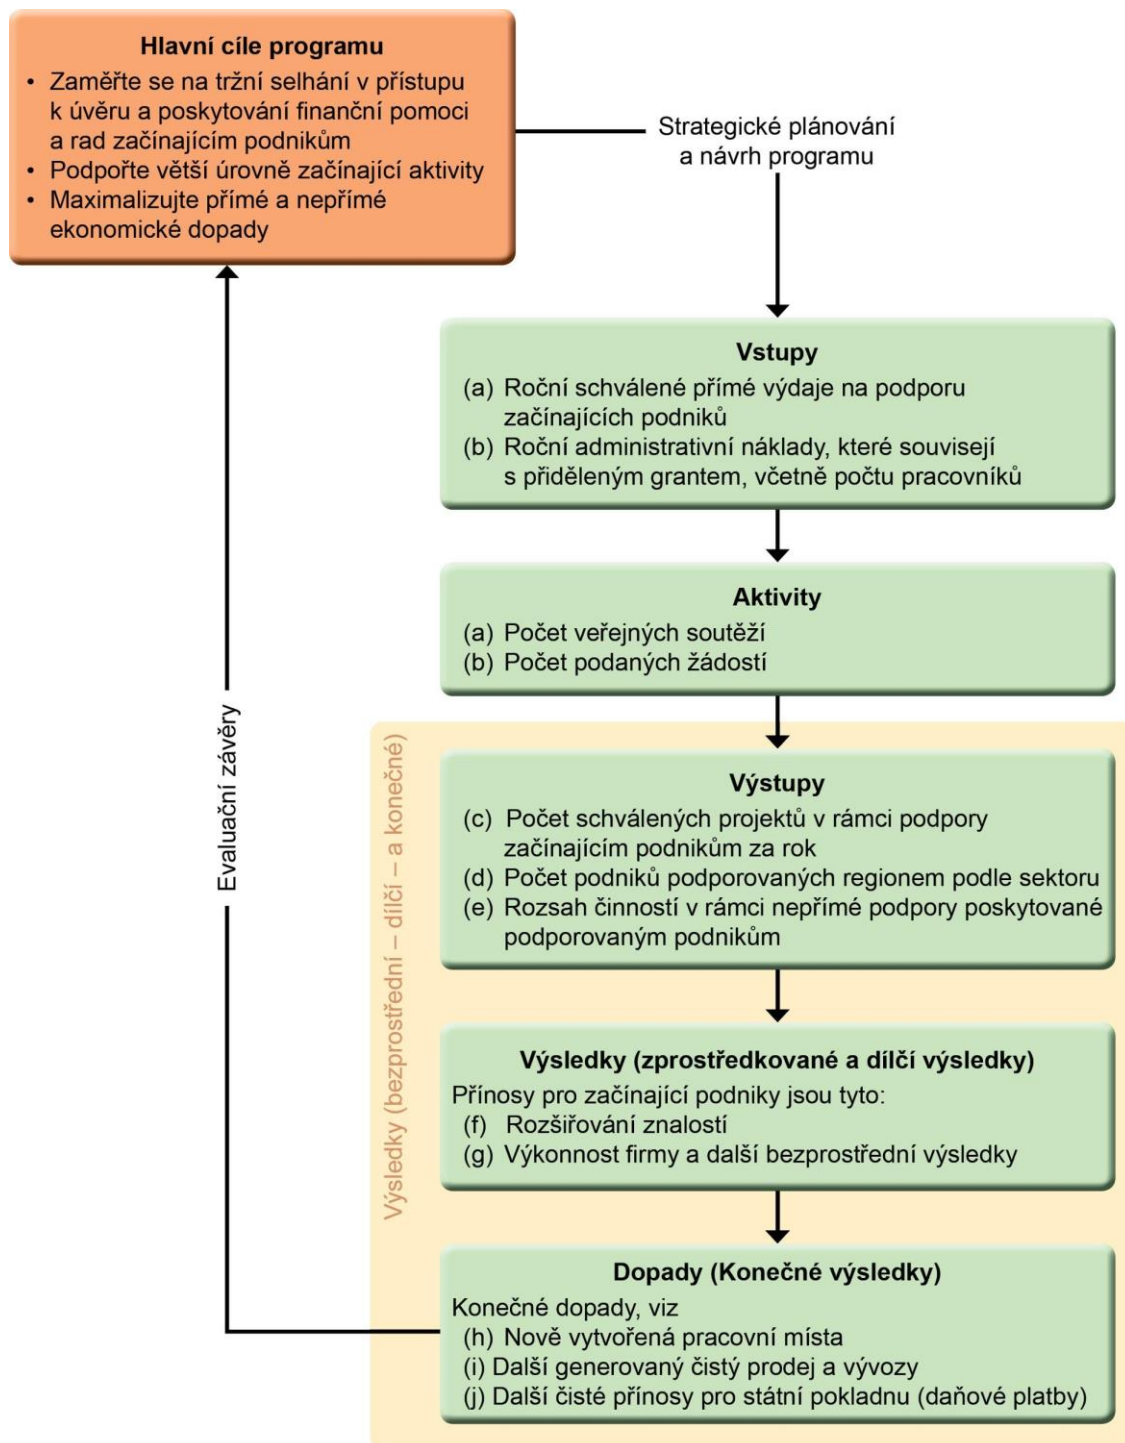 Hlavní cíle programu
• Zaměřte se na tržní selhání v přístupu
k úvěru a poskytování finanční pomoci
a rad začínajícím podnikům
• Podpořte větší úrovně začínající aktivity
• Maximalizujte přímé a nepřímé
ekonomické dopady
Strategické plánování
a návrh programu
Vstupy
(a) Roční schválené přímé výdaje na podporu
začínajících podniků
(b) Roční administrativní náklady, které souvisejí
s přiděleným grantem, včetně počtu pracovníků
Aktivity
(a) Počet veřejných soutěží
(b) Počet podaných žádostí
Evaluační závěry
Výsledky (bezprostřední – dílčí – a konečné)
Výstupy
(c) Počet schválených projektů v rámci podpory
začínajícím podnikům za rok
(d) Počet podniků podporovaných regionem podle sektoru
(e) Rozsah činností v rámci nepřímé podpory poskytované
podporovaným podnikům
Výsledky (zprostředkované a dílčí výsledky)
Přínosy pro začínající podniky jsou tyto:
(f) Rozšiřování znalostí
(g) Výkonnost firmy a další bezprostřední výsledky
Dopady (Konečné výsledky)
Konečné dopady, viz
(h) Nově vytvořená pracovní místa
(i) Další generovaný čistý prodej a vývozy
(j) Další čisté přínosy pro státní pokladnu (daňové platby)